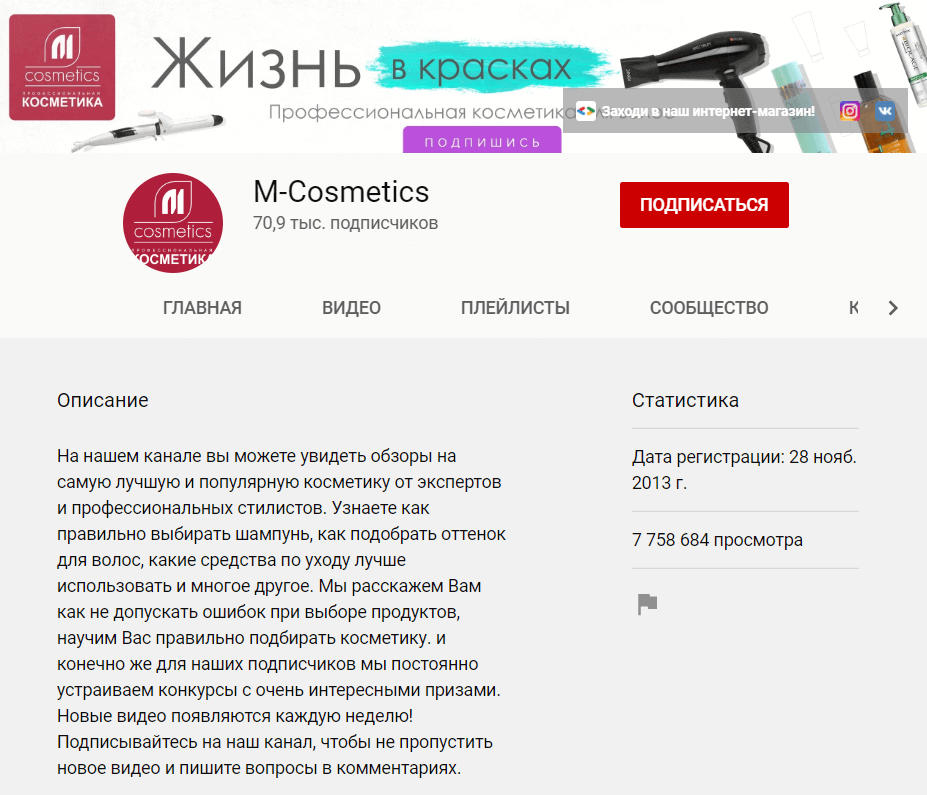 M
cosmetics
ПРОФЕССИОНАЛЬНАЯ
КОСМЕТИКА
Жизнь в красках
Профессиональная косметика
Заходи в наш интернет-магазин!
ПОДПИШИСЬ
M
cosmetics
ПРОФЕССИОНАЛЬНАЯ
КОСМЕТИКА
M-Cosmetics
70,9 тыс. подписчиков
ПОДПИСАТЬСЯ
ГЛАВНАЯ ВИДЕО ПЛЕЙЛИСТЫ СООБЩЕСТВО К
Описание
На нашем канале вы можете увидеть обзоры на
самую лучшую и популярную косметику от экспертов
и профессиональных стилистов. Узнаете как
правильно выбирать шампунь, как подобрать оттенок
для волос, какие средства по уходу лучше
использовать и многое другое. Мы расскажем Вам
как не допускать ошибок при выборе продуктов,
научим Вас правильно подбирать косметику. и
конечно же для наших подписчиков мы постоянно
устраиваем конкурсы с очень интересными призами.
Новые видео появляются каждую неделю!
Подписывайтесь на наш канал, чтобы не пропустить
новое видео и пишите вопросы в комментариях.
Статистика
Дата регистрации: 28 нояб.
2013 г.
7 758 684 просмотра